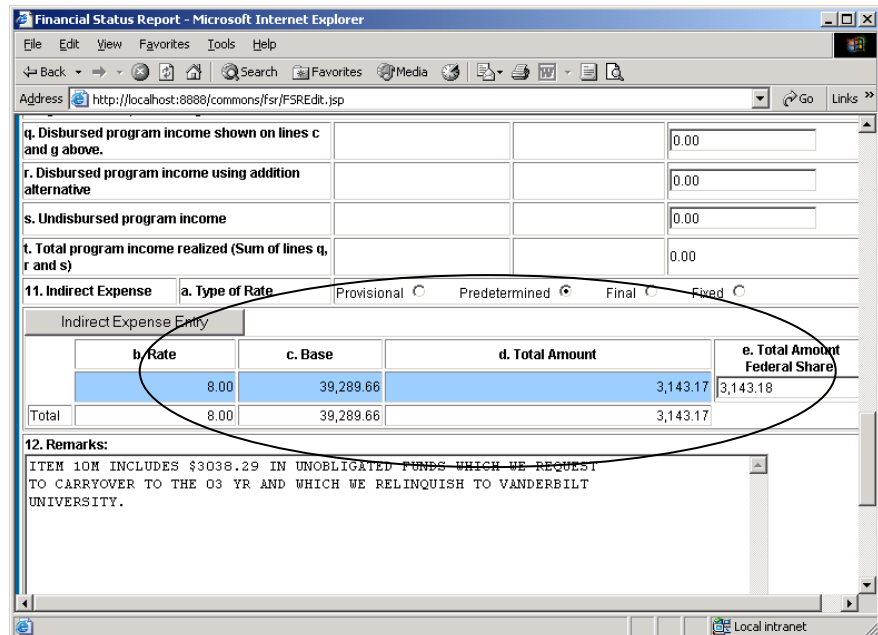 Financial Status Report - Microsoft Internet Explorer
File Edit View Favorites Tools Help
Back Search Favorites Media
Address http://localhost:8888/commons/fsr/FSREdit.jsp Go Links »
q. Disbursed program income shown on lines c
and g above.
0.00
r. Disbursed program income using addition
alternative
0.00
s. Undisbursed program income 0.00
t. Total program income realized (Sum of lines q,
r and s)
0.00
11. Indirect Expense a. Type of Rate Provisional Predetermined Final Fixed
Indirect Expense Entry
b. Rate c. Base d. Total Amount e. Total Amount
Federal Share
8.00 39,289.66 3,143.17 3,143.18
Total 8.00 39,289.66 3,143.17
12. Remarks:
ITEM 10M INCLUDES $3038.29 IN UNOBLIGATED FUNDS WHICH WE REQUEST
TO CARRYOVER TO THE 03 YR AND WHICH WE RELINQUISH TO VANDERBILT
UNIVERSITY.
Local intranet